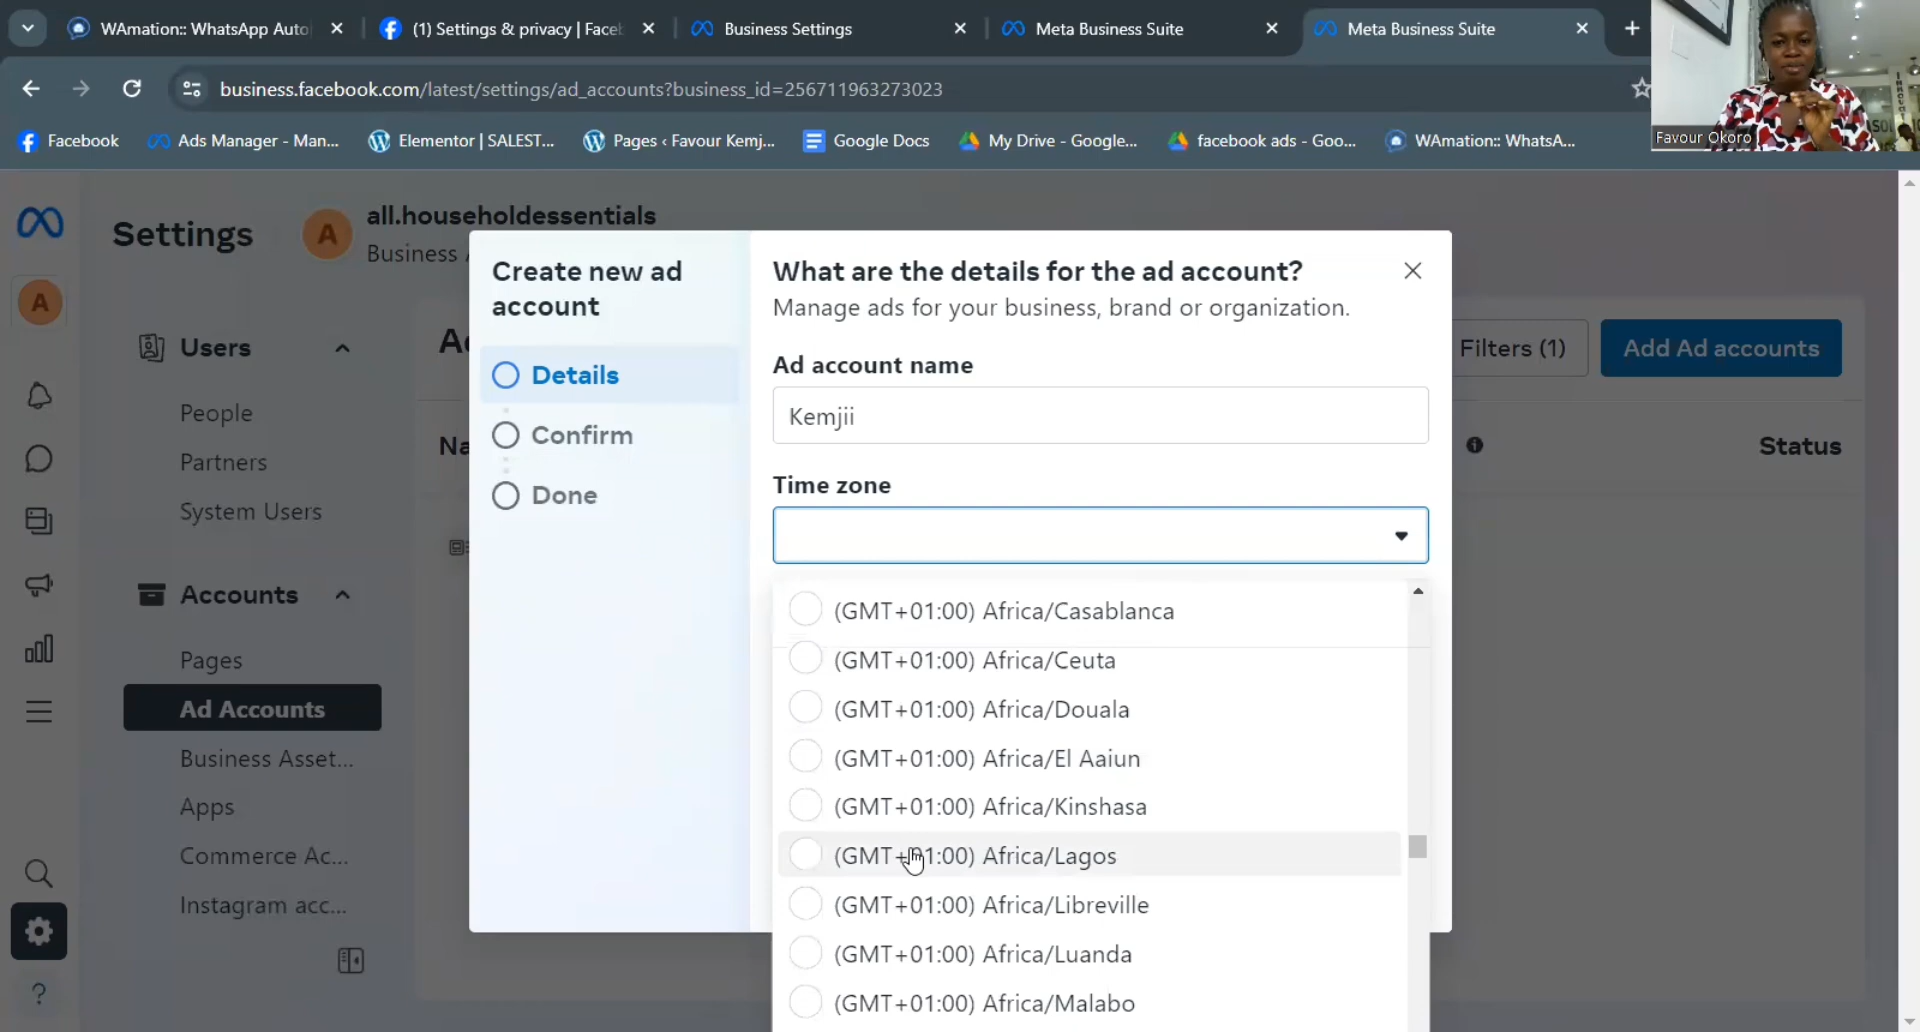 WAmation:: WhatsApp Auto
(1) Settings & privacy | Face
Business Settings
Meta Business Suite
Meta Business Suite
business.facebook.com/latest/settings/ad_accounts?business_id=256711963273023
Facebook
Ads Manager - Man...
Elementor | SALEST...
Pages ‹ Favour Kemj...
Google Docs
My Drive - Google...
facebook ads - Goo...
WAmation:: WhatsA...
Favour Okoro
Settings
A
all.householdessentials
Business
A
Users
People
Partners
System Users
Accounts
Pages
Ad Accounts
Business Asset...
Apps
Commerce Ac...
Instagram acc...
Filters (1)
Add Ad accounts
Status
Create new ad
account
Details
Confirm
Done
What are the details for the ad account?
Manage ads for your business, brand or organization.
Ad account name
Kemjii
Time zone
(GMT+01:00) Africa/Casablanca
(GMT+01:00) Africa/Ceuta
(GMT+01:00) Africa/Douala
(GMT+01:00) Africa/El Aaiun
(GMT+01:00) Africa/Kinshasa
(GMT+01:00) Africa/Lagos
(GMT+01:00) Africa/Libreville
(GMT+01:00) Africa/Luanda
(GMT+01:00) Africa/Malabo